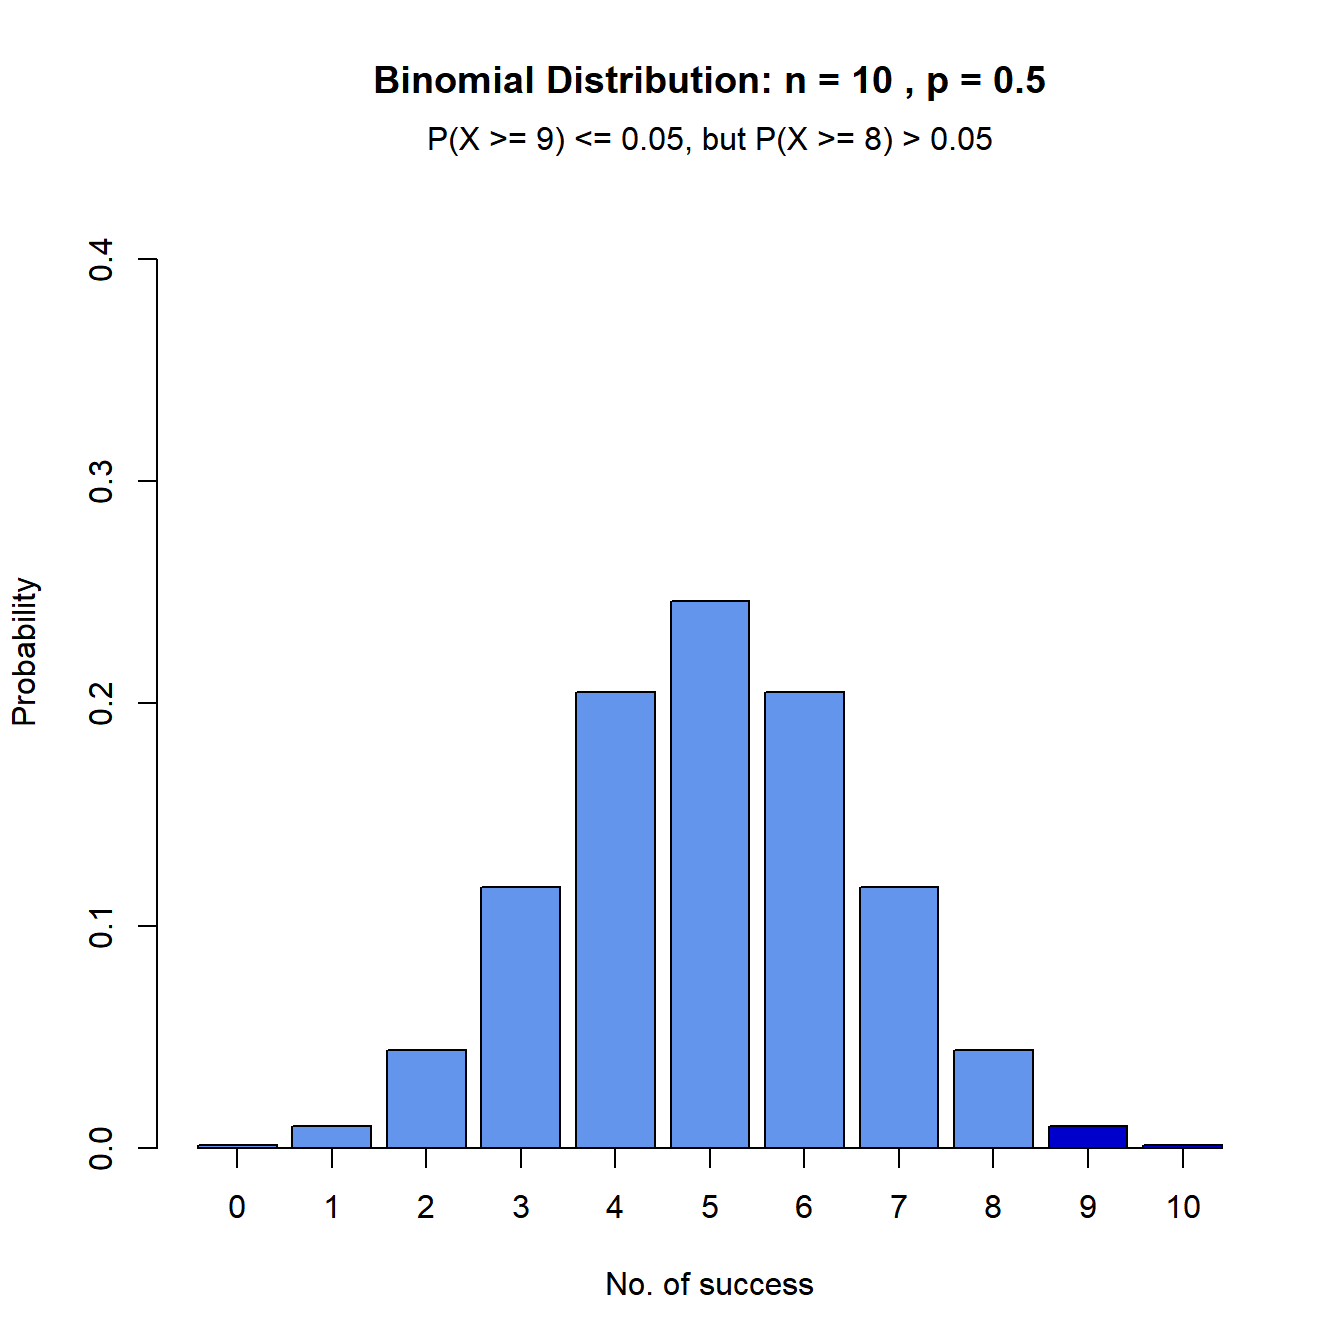 Binomial Distribution: n = 10 , p = 0.5
P(X >= 9) <= 0.05, but P(X >= 8) > 0.05
0.4
0.3
0.2
0.1
0.0
Probability
0 1 2 3 4 5 6 7 8 9 10
No. of success